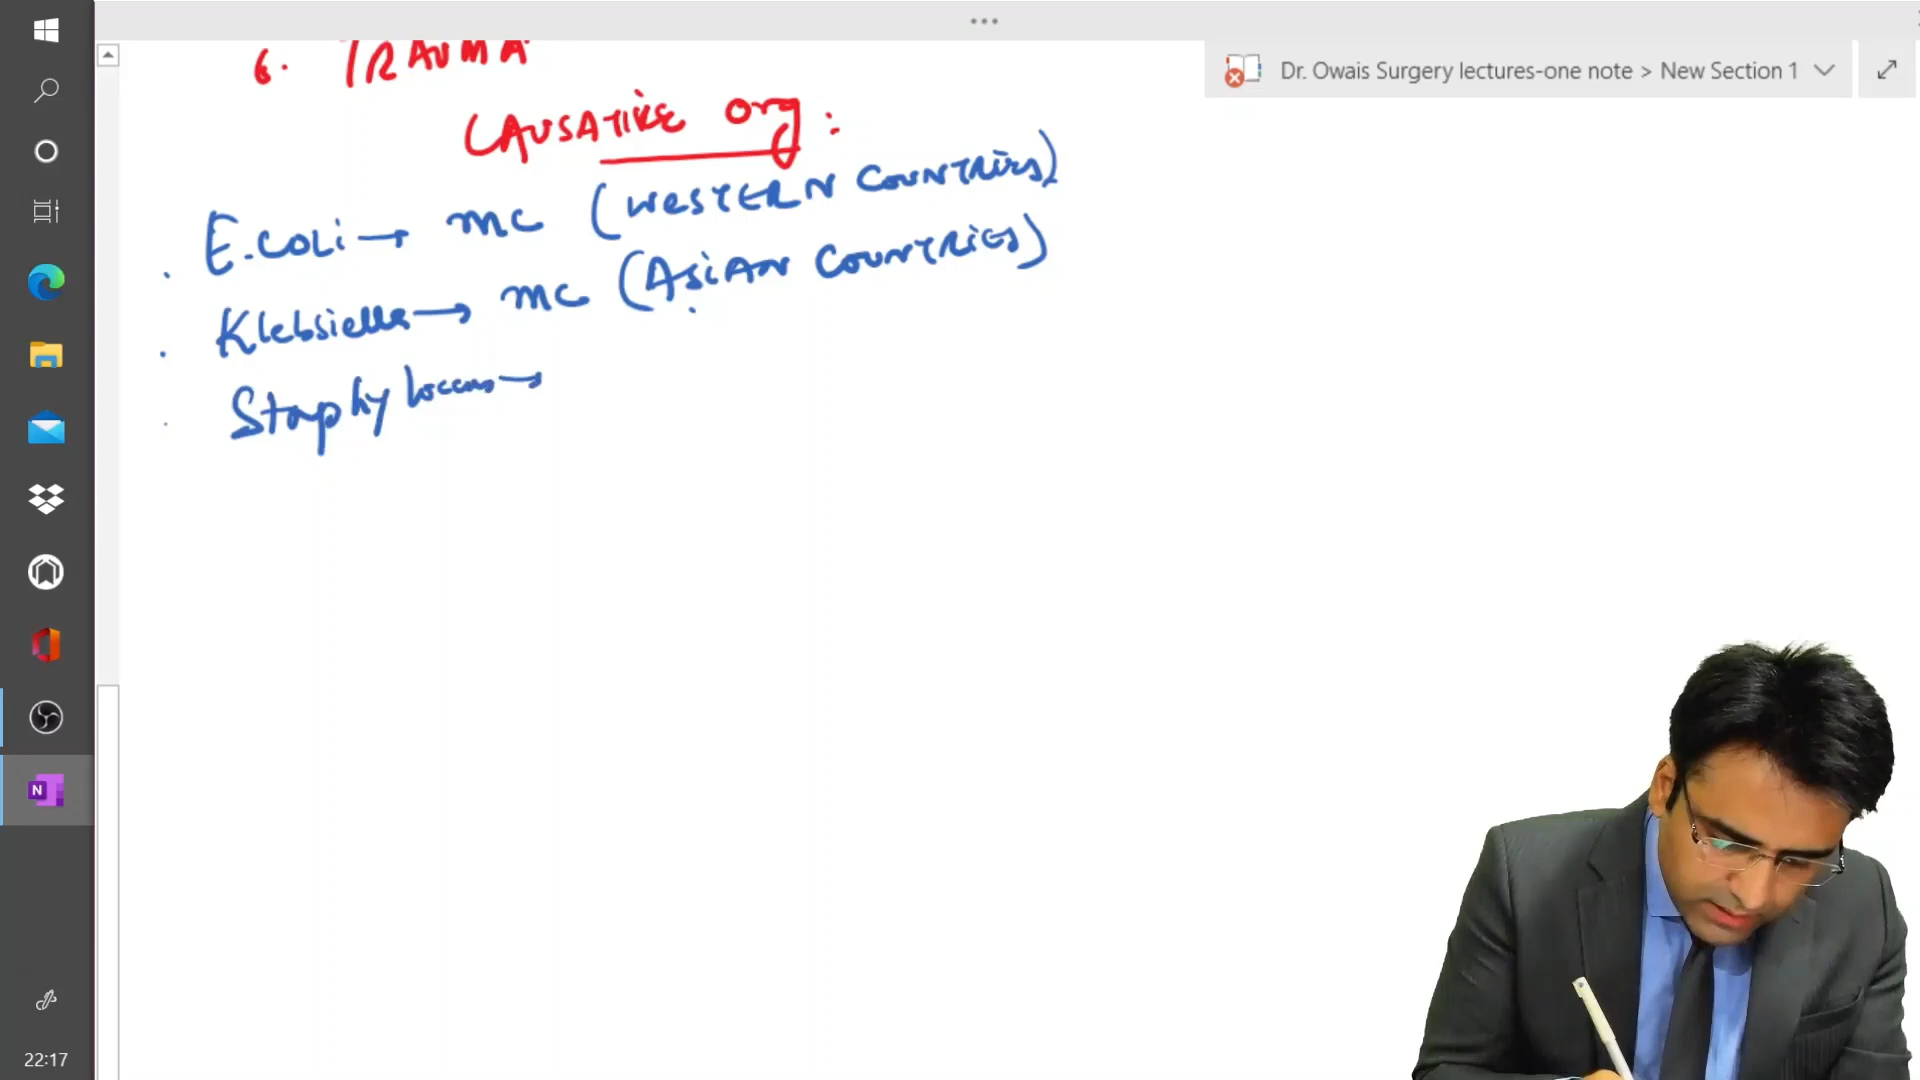 Dr. Owais Surgery lectures-one note > New Section 1
6. TRAUMA
CAUSATIVE Org:
. E.COLi → MC (WESTERN COUNTRIES)
. Klebsiella → MC (ASIAN COUNTRIES)
. Staphylococcus →
N
22:17